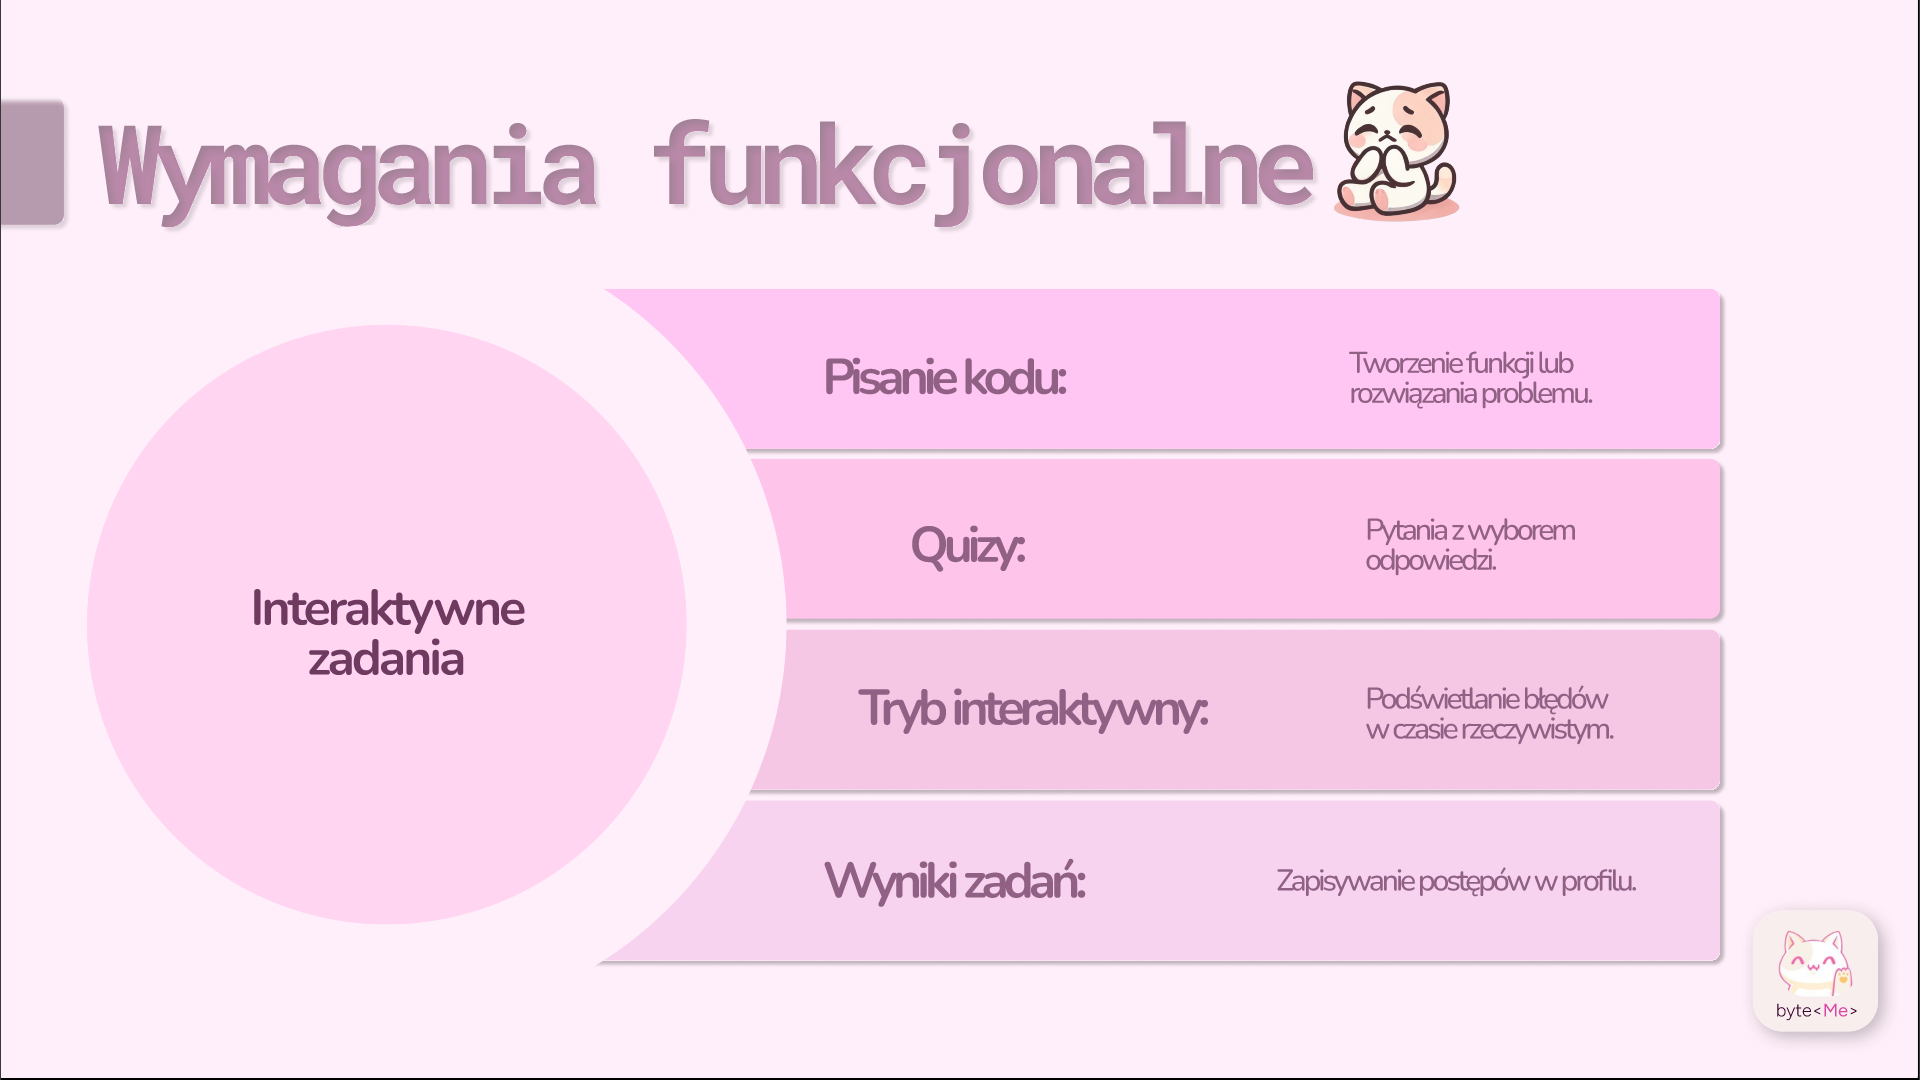 Wymagania funkcjonalne
Interaktywne
zadania
Pisanie kodu:
Tworzenie funkcji lub
rozwiązania problemu.
Quizy:
Pytania z wyborem
odpowiedzi.
Tryb interaktywny:
Podświetlanie błędów
w czasie rzeczywistym.
Wyniki zadań:
Zapisywanie postępów w profilu.
byte<Me>